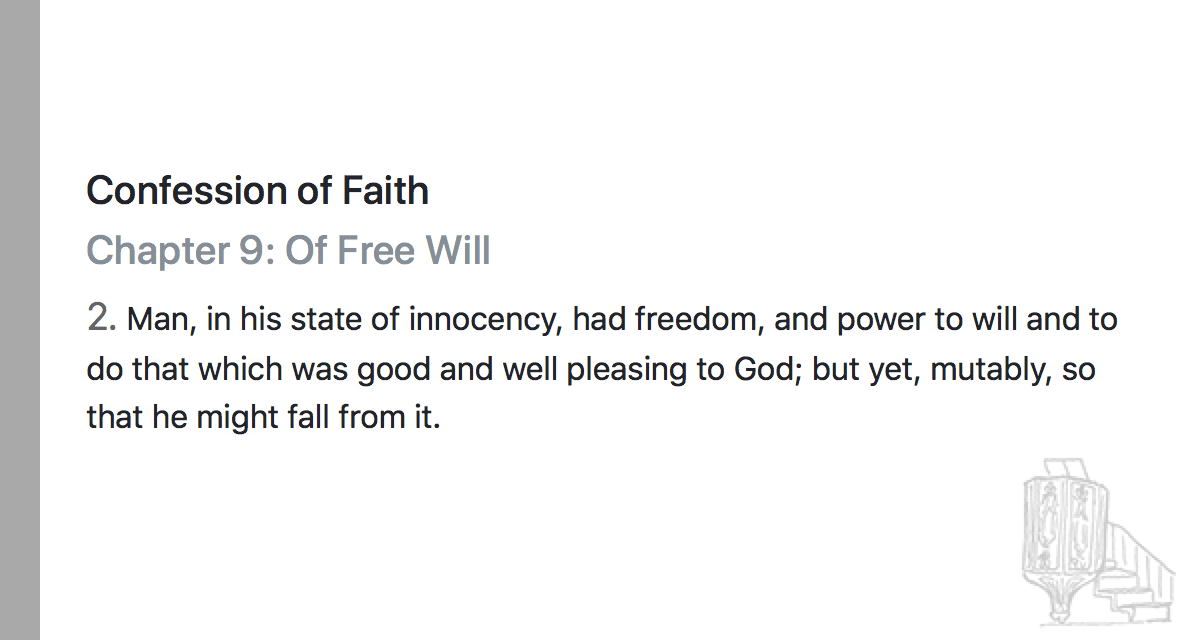 Confession of Faith
Chapter 9: Of Free Will
2. Man, in his state of innocency, had freedom, and power to will and to
do that which was good and well pleasing to God; but yet, mutably, so
that he might fall from it.